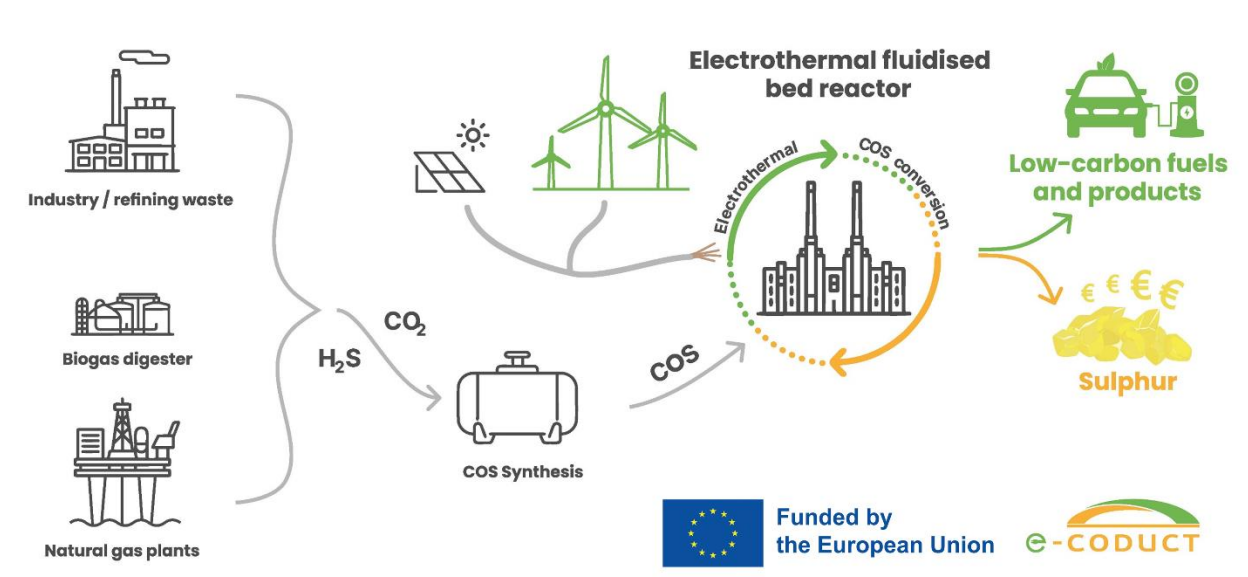 Electrothermal fluidised
bed reactor
Industry / refining waste
Electrothermal
COS conversion
Low-carbon fuels
and products
CO₂
H₂S
Biogas digester
COS
€ € € €
Sulphur
COS Synthesis
Natural gas plants
Funded by
the European Union
e-CODUCT